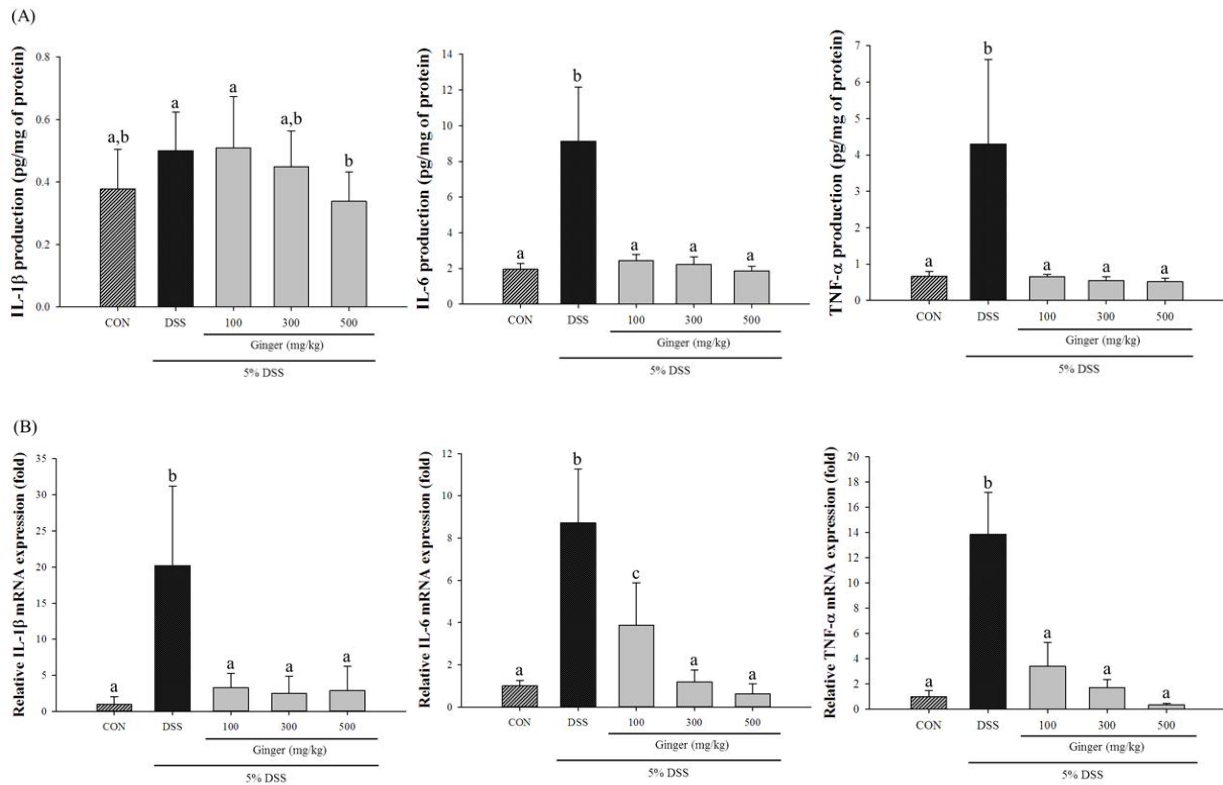 (A)
IL-1β production (pg/mg of protein)
0.8
0.6
0.4
0.2
0.0
a,b
a
a
a,b
b
CON
DSS
100
300
500
Ginger (mg/kg)
5% DSS
IL-6 production (pg/mg of protein)
14
12
10
8
6
4
2
0
a
b
a
a
a
CON
DSS
100
300
500
Ginger (mg/kg)
5% DSS
TNF-α production (pg/mg of protein)
7
6
5
4
3
2
1
0
a
b
a
a
a
CON
DSS
100
300
500
Ginger (mg/kg)
5% DSS
(B)
Relative IL-1β mRNA expression (fold)
35
30
25
20
15
10
5
0
a
b
a
a
a
CON
DSS
100
300
500
Ginger (mg/kg)
5% DSS
Relative IL-6 mRNA expression (fold)
12
10
8
6
4
2
0
a
b
c
a
a
CON
DSS
100
300
500
Ginger (mg/kg)
5% DSS
Relative TNF-α mRNA expression (fold)
20
18
16
14
12
10
8
6
4
2
0
a
b
a
a
a
CON
DSS
100
300
500
Ginger (mg/kg)
5% DSS